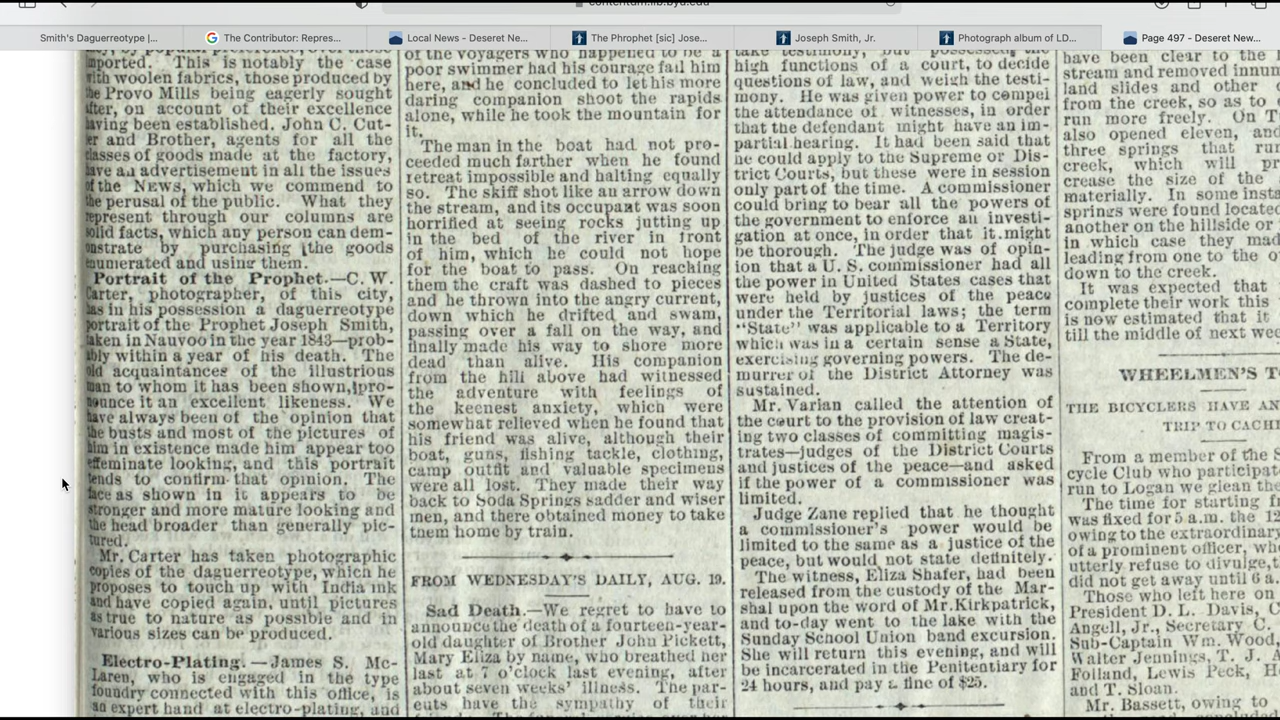 contentdm.lib.byu.edu
Smith's Daguerreotype |...
The Contributor: Repres...
Local News - Deseret Ne...
The Phrophet [sic] Jose...
Joseph Smith, Jr.
Photograph album of LD...
Page 497 - Deseret New...
imported. This is notably the case
with woolen fabrics, those produced by
the Provo Mills being eagerly sought
after, on account of their excellence
having been established. John C. Cut-
ler and Brother, agents for all the
classes of goods made at the factory,
have an advertisement in all the issues
of the NEWS, which we commend to
the perusal of the public. What they
represent through our columns are
solid facts, which any person can dem-
onstrate by purchasing the goods
enumerated and using them.
Portrait of the Prophet.—C. W.
Carter, photographer, of this city,
has in his possession a daguerreotype
portrait of the Prophet Joseph Smith,
taken in Nauvoo in the year 1843—prob-
ably within a year of his death. The
old acquaintances of the illustrious
man to whom it has been shown, pro-
nounce it an excellent likeness. We
have always been of the opinion that
the busts and most of the pictures of
him in existence made him appear too
effeminate looking, and this portrait
tends to confirm that opinion. The
face as shown in it appears to be
stronger and more mature looking and
the head broader than generally pic-
tured.
Mr. Carter has taken photographic
copies of the daguerreotype, which he
proposes to touch up with India ink
and have copied again, until pictures
as true to nature as possible and in
various sizes can be produced.
Electro-Plating.—James S. Mc-
Laren, who is engaged in the type
foundry connected with this office, is
an expert hand at electro-plating, and
of the voyagers who happened to be a
poor swimmer had his courage fail him
here, and he concluded to let his more
daring companion shoot the rapids
alone, while he took the mountain for
it.
The man in the boat had not pro-
ceeded much farther when he found
retreat impossible and halting equally
so. The skiff shot like an arrow down
the stream, and its occupant was soon
horrified at seeing rocks jutting up
in the bed of the river in front
of him, which he could not hope
for the boat to pass. On reaching
them the craft was dashed to pieces
and he thrown into the angry current,
down which he drifted and swam,
passing over a fall on the way, and
finally made his way to shore more
dead than alive. His companion
from the hill above had witnessed
the adventure with feelings of
the keenest anxiety, which were
somewhat relieved when he found that
his friend was alive, although their
boat, guns, fishing tackle, clothing,
camp outfit and valuable specimens
were all lost. They made their way
back to Soda Springs sadder and wiser
men, and there obtained money to take
them home by train.
FROM WEDNESDAY'S DAILY, AUG. 19.
Sad Death.—We regret to have to
announce the death of a fourteen-year-
old daughter of Brother John Pickett,
Mary Eliza by name, who breathed her
last at 7 o'clock last evening, after
about seven weeks' illness. The par-
ents have the sympathy of their
take testimony, but possessed the
high functions of a court, to decide
questions of law, and weigh the testi-
mony. He was given power to compel
the attendance of witnesses, in order
that the defendant might have an im-
partial hearing. It had been said that
he could apply to the Supreme or Dis-
trict Courts, but these were in session
only part of the time. A commissioner
could bring to bear all the powers of
the government to enforce an investi-
gation at once, in order that it might
be thorough. The judge was of opin-
ion that a U. S. commissioner had all
the power in United States cases that
were held by justices of the peace
under the Territorial laws; the term
"State" was applicable to a Territory
which was in a certain sense a State,
exercising governing powers. The de-
murrer of the District Attorney was
sustained.
Mr. Varian called the attention of
the court to the provision of law creat-
ing two classes of committing magis-
trates—judges of the District Courts
and justices of the peace—and asked
if the power of a commissioner was
limited.
Judge Zane replied that he thought
a commissioner's power would be
limited to the same as a justice of the
peace, but would not state definitely.
The witness, Eliza Shafer, had been
released from the custody of the Mar-
shal upon the word of Mr. Kirkpatrick,
and to-day went to the lake with the
Sunday School Union band excursion.
She will return this evening, and will
be incarcerated in the Penitentiary for
24 hours, and pay a fine of $25.
have been clear to the
stream and removed innum
land slides and other
from the creek, so as to
run more freely. On T
also opened eleven, and
three springs that run
creek, which will pr
crease the size of the
materially. In some inst
springs were found located
another on the hillside or
in which case they mad
leading from one to the o
down to the creek.
It was expected that
complete their work this
is now estimated that it
till the middle of next we
WHEELMEN'S T
THE BICYCLERS HAVE AN
TRIP TO CACH
From a member of the S
cycle Club who participat
run to Logan we glean the
The time for starting f
was fixed for 5 a.m. the 12
owing to the extraordinary
of a prominent officer, wh
utterly refuse to divulge, t
did not get away until 6 a.
Those who left here on
President D. L. Davis, C
Angell, Jr., Secretary C.
Sub-Captain Wm. Wood
Walter Jennings, T. J. A
Folland, Lewis Peck, H
and T. Sloan.
Mr. Bassett, owing to